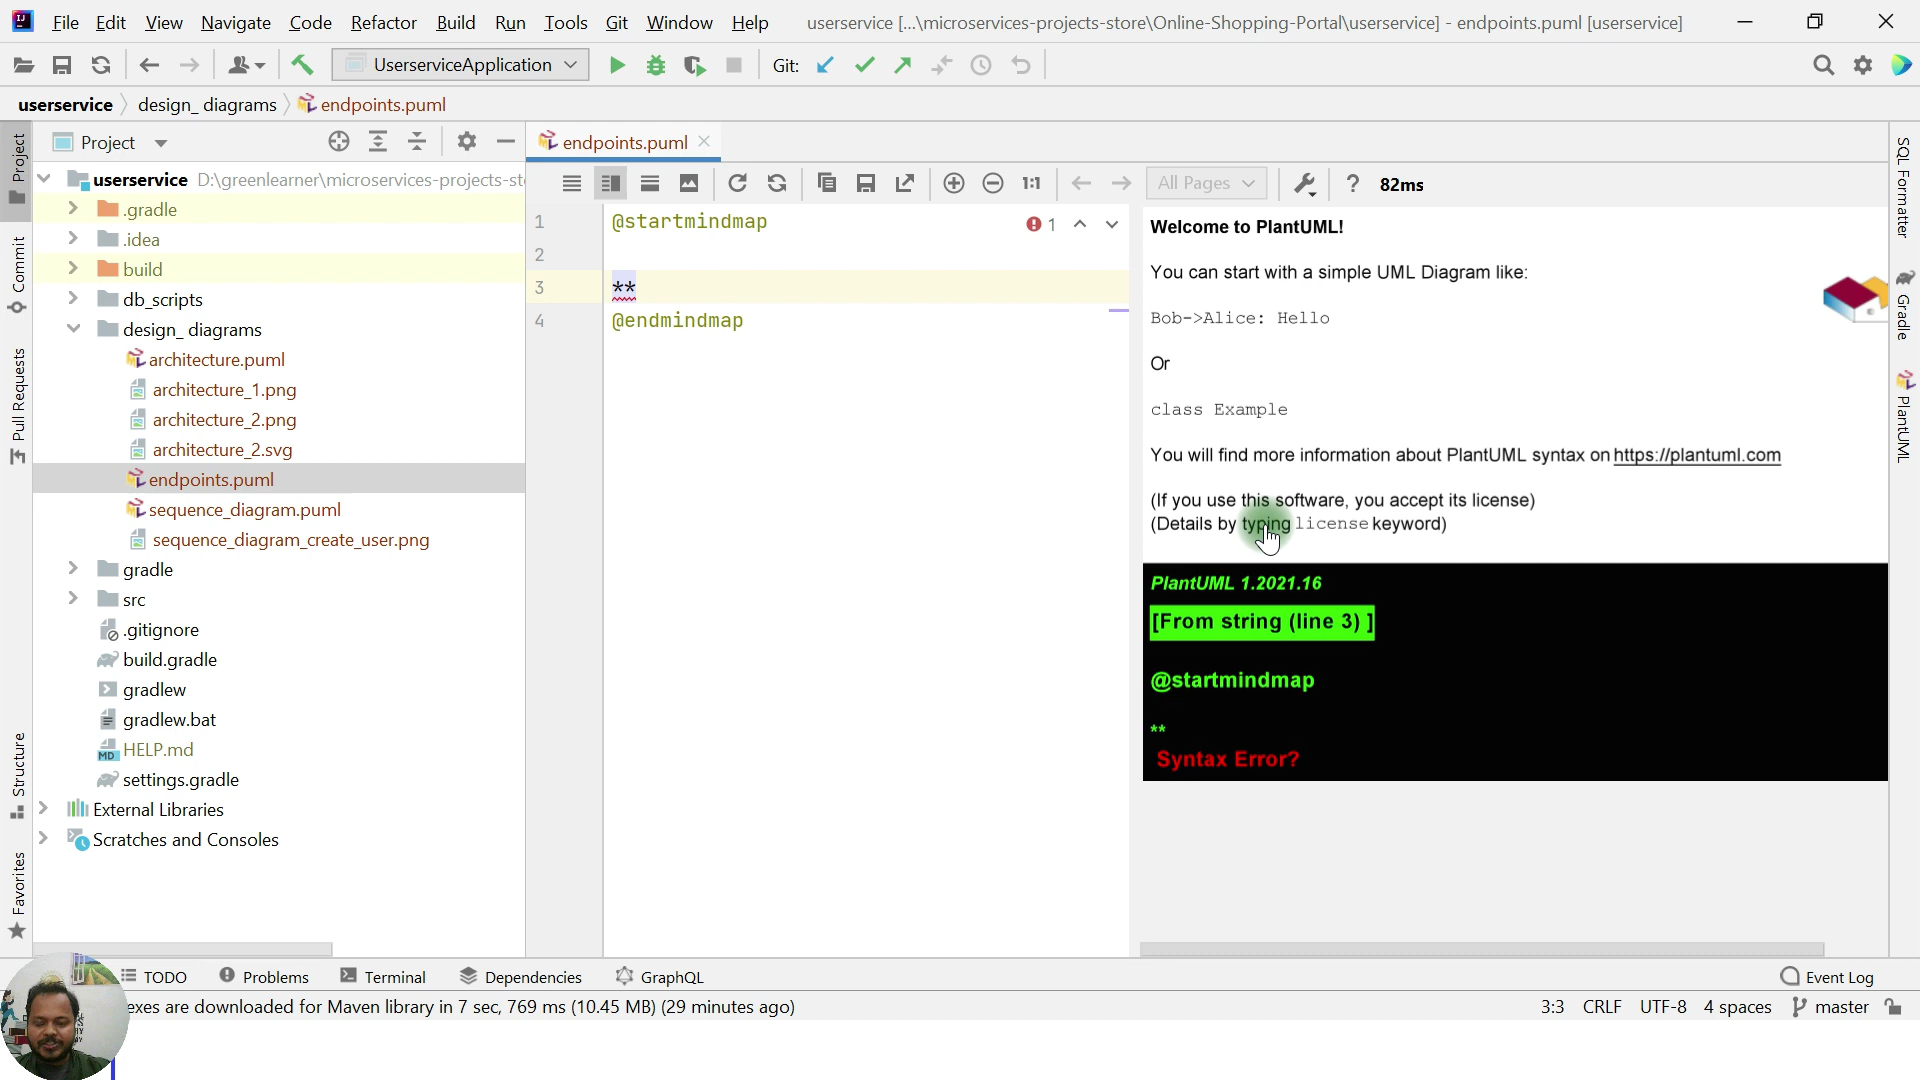 File Edit View Navigate Code Refactor Build Run Tools Git Window Help userservice [...\microservices-projects-store\Online-Shopping-Portal\userservice] - endpoints.puml [userservice]
UserserviceApplication Git:
userservice design_ diagrams endpoints.puml
Project endpoints.puml
All Pages ? 82ms
Project
Commit
Pull Requests
Structure
Favorites
userservice D:\greenlearner\microservices-projects-st
.gradle
.idea
build
db_scripts
design_ diagrams
architecture.puml
architecture_1.png
architecture_2.png
architecture_2.svg
endpoints.puml
sequence_diagram.puml
sequence_diagram_create_user.png
gradle
src
.gitignore
build.gradle
gradlew
gradlew.bat
HELP.md
settings.gradle
External Libraries
Scratches and Consoles
1 @startmindmap 1
2
3 **
4 @endmindmap
Welcome to PlantUML!
You can start with a simple UML Diagram like:
Bob->Alice: Hello
Or
class Example
You will find more information about PlantUML syntax on https://plantuml.com
(If you use this software, you accept its license)
(Details by typing license keyword)
PlantUML 1.2021.16
[From string (line 3) ]
@startmindmap
**
Syntax Error?
SQL Formatter
Gradle
PlantUML
TODO Problems Terminal Dependencies GraphQL Event Log
exes are downloaded for Maven library in 7 sec, 769 ms (10.45 MB) (29 minutes ago) 3:3 CRLF UTF-8 4 spaces master